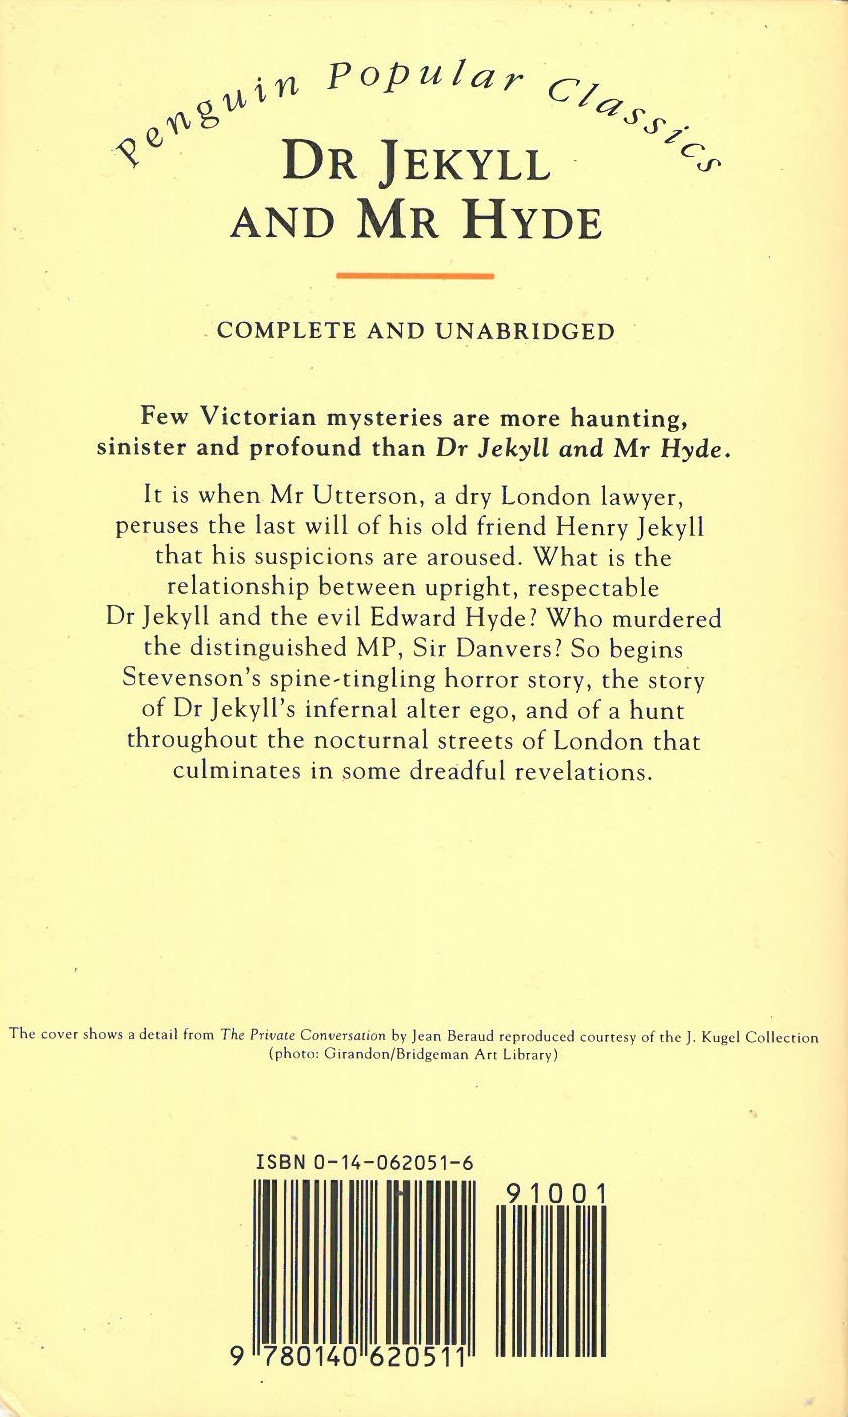 Penguin Popular Classics
DR JEKYLL
AND MR HYDE
COMPLETE AND UNABRIDGED
Few Victorian mysteries are more haunting,
sinister and profound than Dr Jekyll and Mr Hyde.
It is when Mr Utterson, a dry London lawyer,
peruses the last will of his old friend Henry Jekyll
that his suspicions are aroused. What is the
relationship between upright, respectable
Dr Jekyll and the evil Edward Hyde? Who murdered
the distinguished MP, Sir Danvers? So begins
Stevenson's spine-tingling horror story, the story
of Dr Jekyll's infernal alter ego, and of a hunt
throughout the nocturnal streets of London that
culminates in some dreadful revelations.
The cover shows a detail from The Private Conversation by Jean Beraud reproduced courtesy of the J. Kugel Collection
(photo: Girandon/Bridgeman Art Library)
ISBN 0-14-062051-6
91001
9 780140 620511